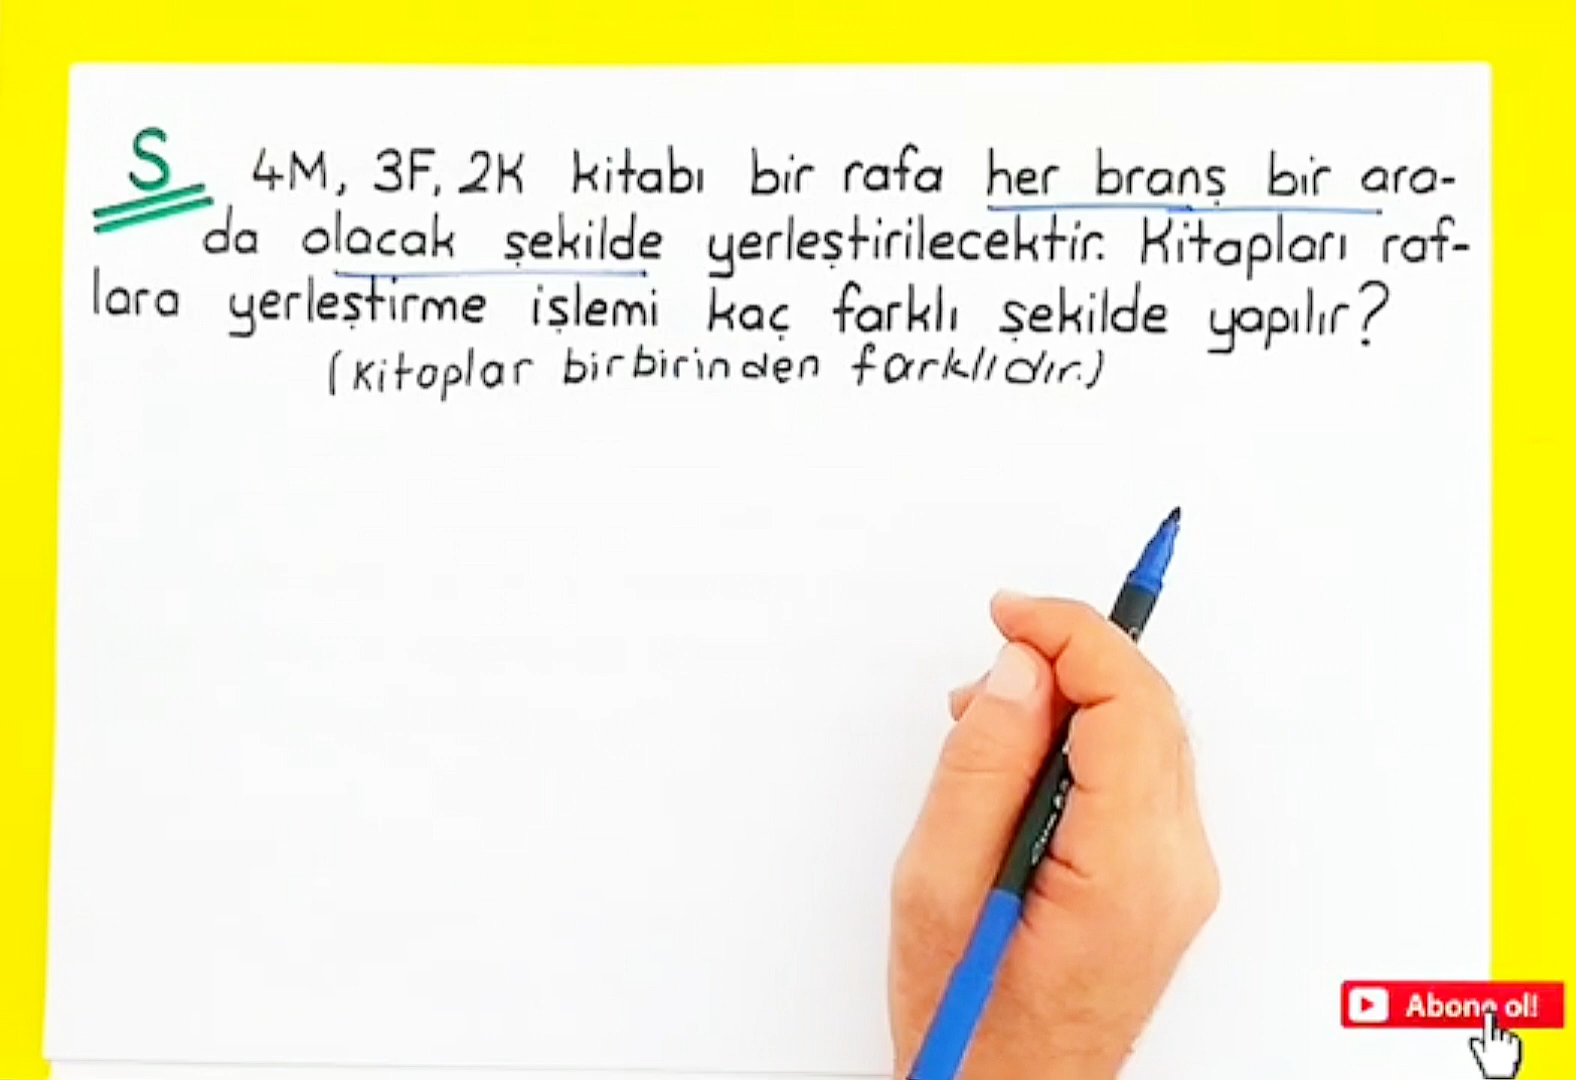 S 4M, 3F, 2K kitabı bir rafa her branş bir ara-
da olacak şekilde yerleştirilecektir. Kitapları raf-
lara yerleştirme işlemi kaç farklı şekilde yapılır?
(Kitaplar birbirinden farklıdır.)
Abone ol!